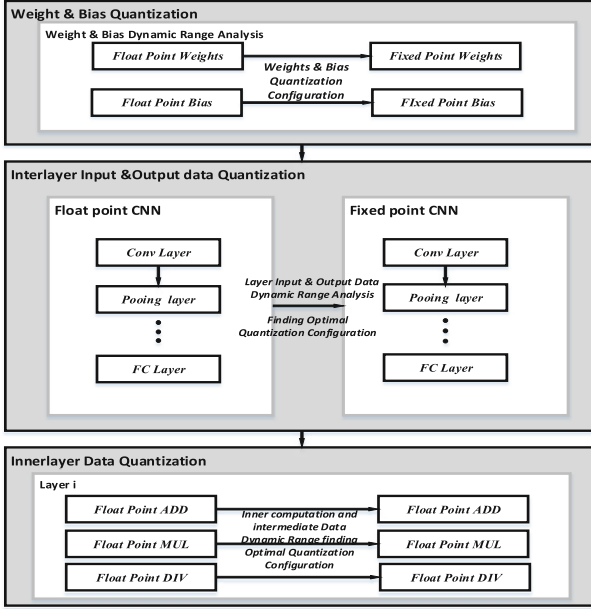 Weight & Bias Quantization
Weight & Bias Dynamic Range Analysis
Float Point Weights
Fixed Point Weights
Weights & Bias
Quantization
Configuration
Float Point Bias
FIxed Point Bias
Interlayer Input &Output data Quantization
Float point CNN
Fixed point CNN
Conv Layer
Conv Layer
Pooing layer
Layer Input & Output Data
Dynamic Range Analysis
Pooing layer
Finding Optimal
Quantization Configuration
FC Layer
FC Layer
Innerlayer Data Quantization
Layer i
Float Point ADD
Float Point ADD
Inner computation and
intermediate Data
Float Point MUL
Dynamic Range finding
Float Point MUL
Optimal Quantization
Configuration
Float Point DIV
Float Point DIV